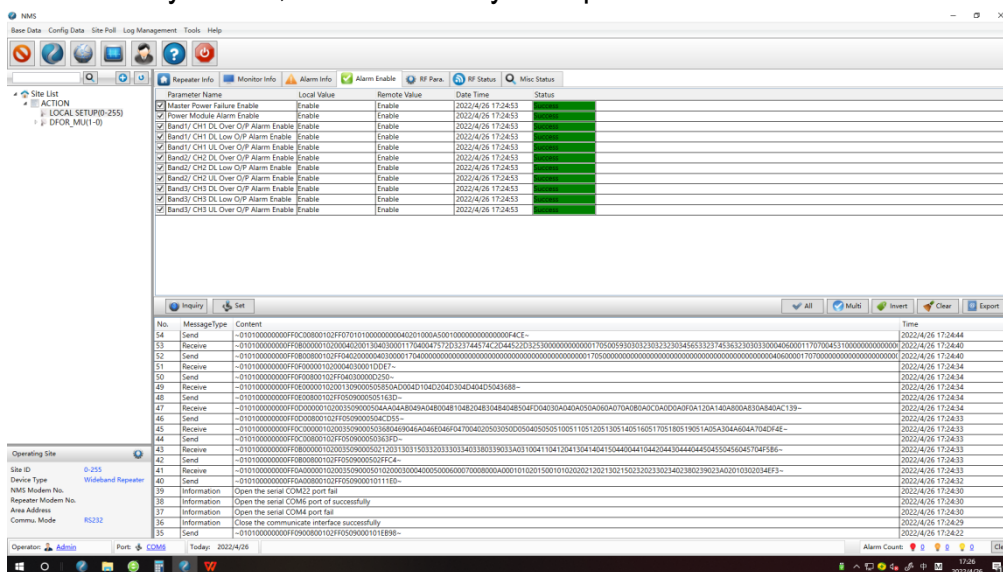 NMS
Base Data Config Data Site Poll Log Management Tools Help
Repeater Info Monitor Info Alarm Info Alarm Enable RF Para. RF Status Misc Status
Site List
ACTION
LOCAL SETUP(0-255)
DFOR_MU(1-0)
Parameter Name Local Value Remote Value Date Time Status
Master Power Failure Enable Enable Enable 2022/4/26 17:24:53 Success
Power Module Alarm Enable Enable Enable 2022/4/26 17:24:53 Success
Band1/ CH1 DL Over O/P Alarm Enable Enable Enable 2022/4/26 17:24:53 Success
Band1/ CH1 DL Low O/P Alarm Enable Enable Enable 2022/4/26 17:24:53 Success
Band1/ CH1 UL Over O/P Alarm Enable Enable Enable 2022/4/26 17:24:53 Success
Band2/ CH2 DL Over O/P Alarm Enable Enable Enable 2022/4/26 17:24:53 Success
Band2/ CH2 DL Low O/P Alarm Enable Enable Enable 2022/4/26 17:24:53 Success
Band2/ CH2 UL Over O/P Alarm Enable Enable Enable 2022/4/26 17:24:53 Success
Band3/ CH3 DL Over O/P Alarm Enable Enable Enable 2022/4/26 17:24:53 Success
Band3/ CH3 DL Low O/P Alarm Enable Enable Enable 2022/4/26 17:24:53 Success
Band3/ CH3 UL Over O/P Alarm Enable Enable Enable 2022/4/26 17:24:53 Success
Inquiry Set All Multi Invert Clear Export
No. MessageType Content Time
54 Send 2022/4/26 17:24:44
53 Receive 2022/4/26 17:24:40
52 Send 2022/4/26 17:24:40
51 Receive ~010100000000FF0F000001020004030001DDE7~ 2022/4/26 17:24:34
50 Send ~010100000000FF0F00800102FF04030000D250~ 2022/4/26 17:24:34
49 Receive 2022/4/26 17:24:34
48 Send ~010100000000FF0E00800102FF05090005051​63D~ 2022/4/26 17:24:34
47 Receive 2022/4/26 17:24:34
46 Send ~010100000000FF0D00800102FF0509000504CD55~ 2022/4/26 17:24:33
45 Receive 2022/4/26 17:24:33
44 Send ~010100000000FF0C00800102FF050900050363FD~ 2022/4/26 17:24:33
43 Receive 2022/4/26 17:24:33
42 Send ~010100000000FF0B00800102FF0509000502FFC4~ 2022/4/26 17:24:33
41 Receive 2022/4/26 17:24:33
40 Send ~010100000000FF0A00800102FF05090001​0111E0~ 2022/4/26 17:24:32
39 Information Open the serial COM22 port fail 2022/4/26 17:24:30
38 Information Open the serial COM6 port of successfully 2022/4/26 17:24:30
37 Information Open the serial COM4 port fail 2022/4/26 17:24:30
36 Information Close the communicate interface successfully 2022/4/26 17:24:29
35 Send ~010100000000FF0900800102FF0509000101EB98~ 2022/4/26 17:24:22
Operating Site
Site ID 0-255
Device Type Wideband Repeater
NMS Modem No.
Repeater Modem No.
Area Address
Commu. Mode RS232
Operator: Admin Port: COM6 Today: 2022/4/26 Alarm Count: 0 0 0 Cle
中 17:26
2022/4/26